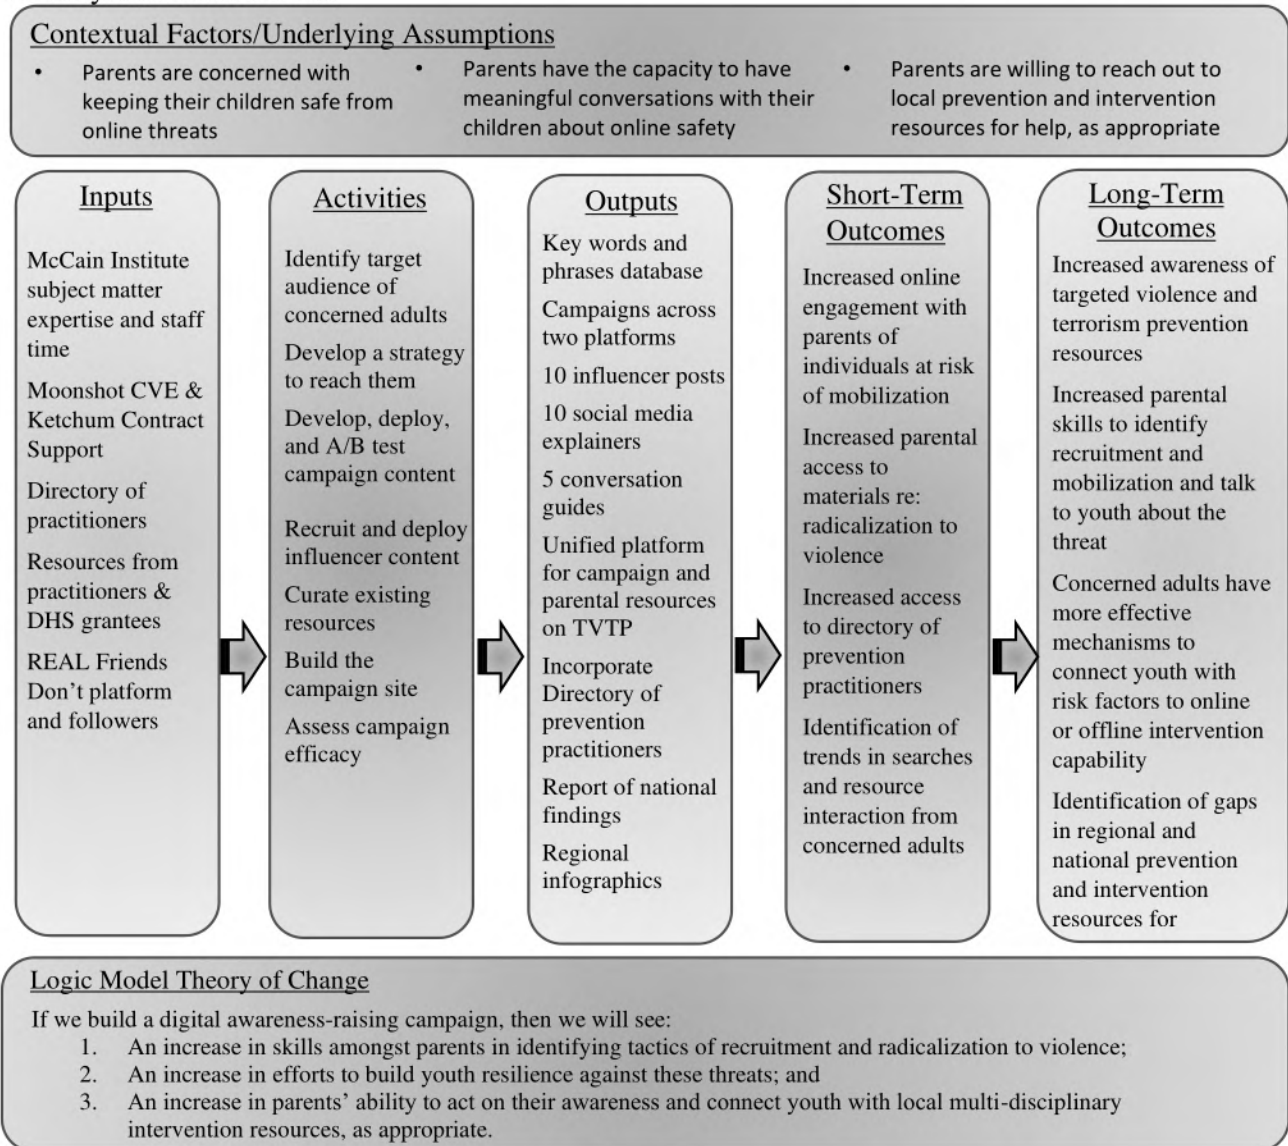 Contextual Factors/Underlying Assumptions
• Parents are concerned with
keeping their children safe from
online threats
• Parents have the capacity to have
meaningful conversations with their
children about online safety
• Parents are willing to reach out to
local prevention and intervention
resources for help, as appropriate
Inputs
McCain Institute
subject matter
expertise and staff
time
Moonshot CVE &
Ketchum Contract
Support
Directory of
practitioners
Resources from
practitioners &
DHS grantees
REAL Friends
Don't platform
and followers
Activities
Identify target
audience of
concerned adults
Develop a strategy
to reach them
Develop, deploy,
and A/B test
campaign content
Recruit and deploy
influencer content
Curate existing
resources
Build the
campaign site
Assess campaign
efficacy
Outputs
Key words and
phrases database
Campaigns across
two platforms
10 influencer posts
10 social media
explainers
5 conversation
guides
Unified platform
for campaign and
parental resources
on TVTP
Incorporate
Directory of
prevention
practitioners
Report of national
findings
Regional
infographics
Short-Term
Outcomes
Increased online
engagement with
parents of
individuals at risk
of mobilization
Increased parental
access to
materials re:
radicalization to
violence
Increased access
to directory of
prevention
practitioners
Identification of
trends in searches
and resource
interaction from
concerned adults
Long-Term
Outcomes
Increased awareness of
targeted violence and
terrorism prevention
resources
Increased parental
skills to identify
recruitment and
mobilization and talk
to youth about the
threat
Concerned adults have
more effective
mechanisms to
connect youth with
risk factors to online
or offline intervention
capability
Identification of gaps
in regional and
national prevention
and intervention
resources for
Logic Model Theory of Change
If we build a digital awareness-raising campaign, then we will see:
1. An increase in skills amongst parents in identifying tactics of recruitment and radicalization to violence;
2. An increase in efforts to build youth resilience against these threats; and
3. An increase in parents' ability to act on their awareness and connect youth with local multi-disciplinary
intervention resources, as appropriate.